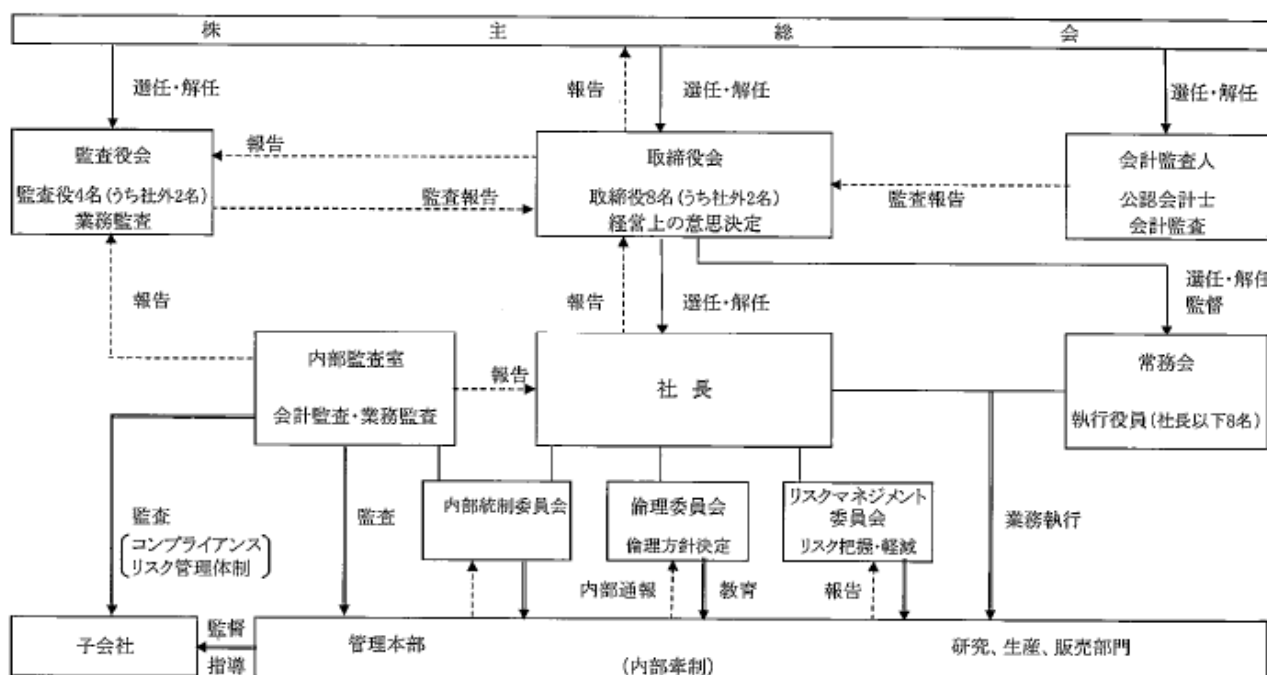 株主総会
選任・解任
報告
選任・解任
選任・解任
監査役会
監査役4名(うち社外2名)
業務監査
報告
監査報告
取締役会
取締役8名(うち社外2名)
経営上の意思決定
監査報告
会計監査人
公認会計士
会計監査
報告
報告
選任・解任
選任・解任
監督
内部監査室
会計監査・業務監査
報告
社長
常務会
執行役員(社長以下8名)
監査
コンプライアンス
リスク管理体制
監査
内部統制委員会
倫理委員会
倫理方針決定
リスクマネジメント
委員会
リスク把握・軽減
業務執行
内部通報
教育
報告
子会社
監督
指導
管理本部
(内部牽制)
研究、生産、販売部門